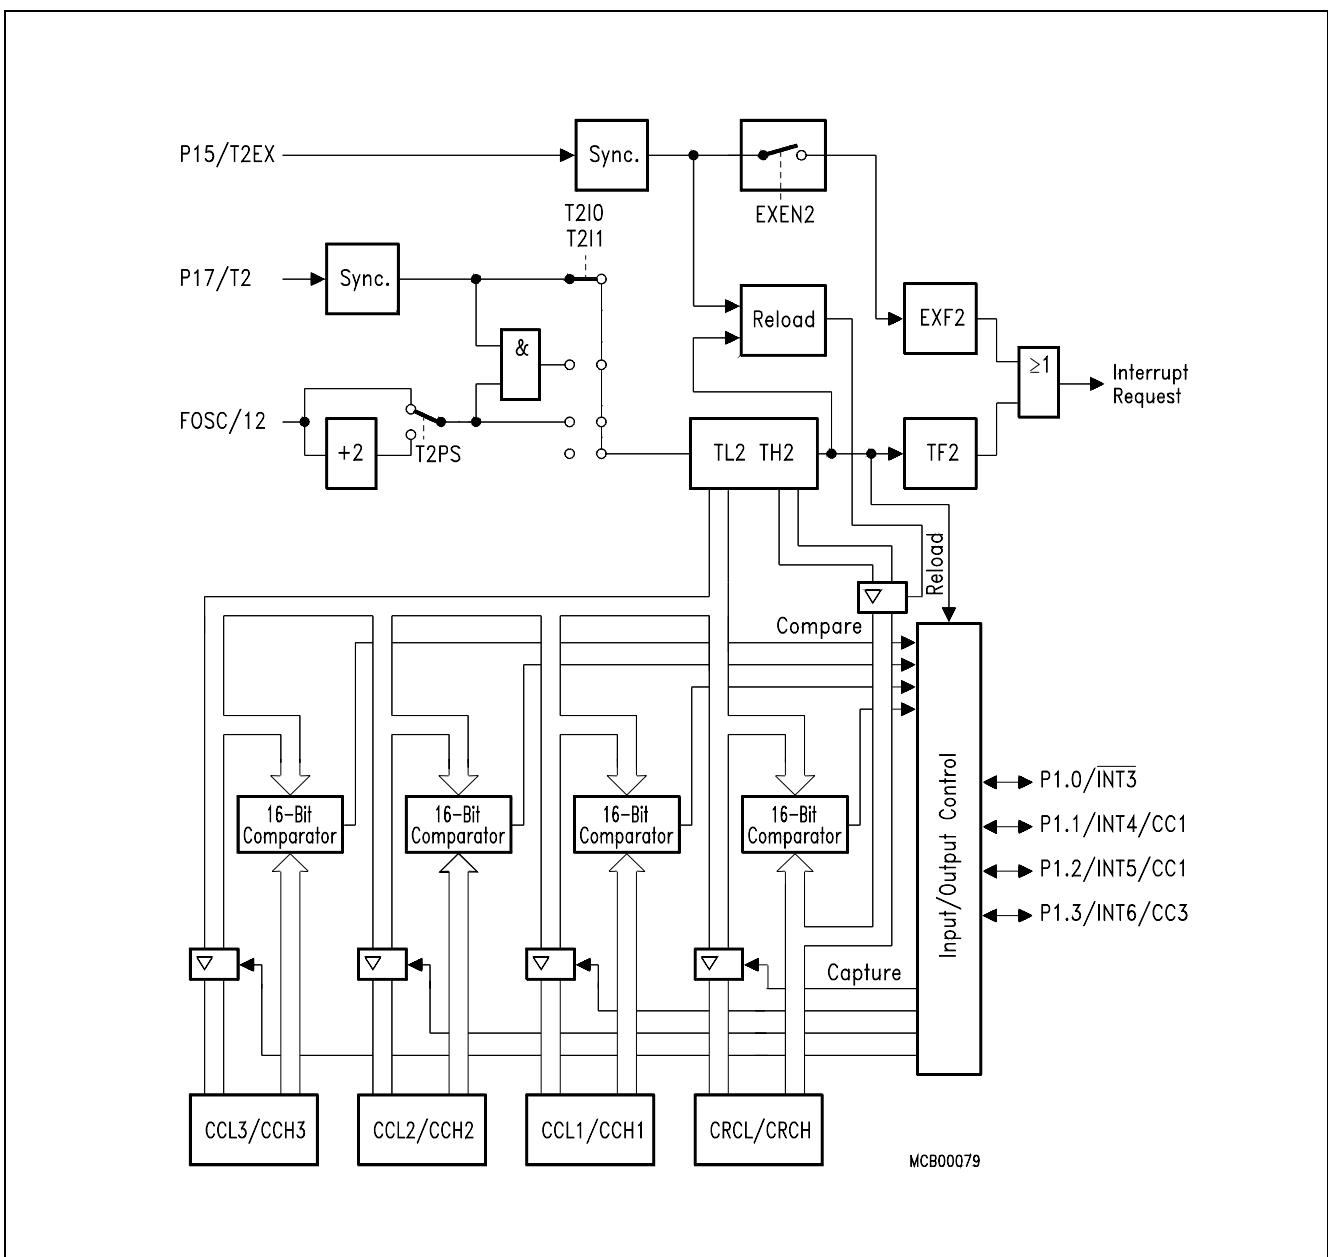 P15/T2EX
Sync.
EXEN2
T2I0
T2I1
P17/T2
Sync.
Reload
EXF2
&
≥1
Interrupt
Request
FOSC/12
+2
T2PS
TL2 TH2
TF2
Reload
▽
Compare
16-Bit
Comparator
16-Bit
Comparator
16-Bit
Comparator
16-Bit
Comparator
Input/Output Control
P1.0/I̅N̅T̅3̅
P1.1/INT4/CC1
P1.2/INT5/CC1
P1.3/INT6/CC3
▽
▽
▽
▽
Capture
CCL3/CCH3
CCL2/CCH2
CCL1/CCH1
CRCL/CRCH
MCB00079